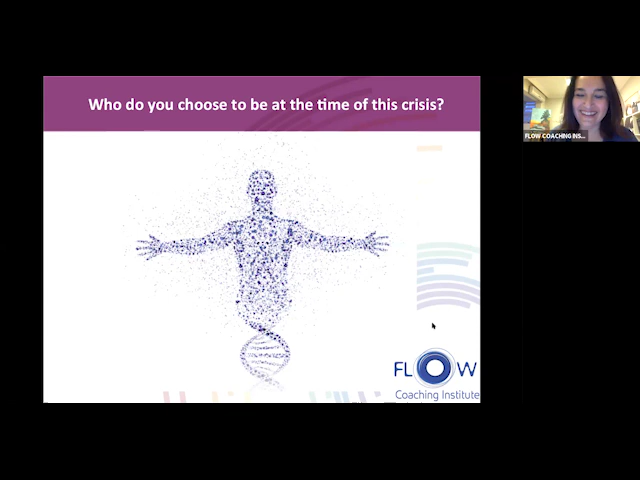 Who do you choose to be at the time of this crisis?
FLOW COACHING INS...
FLOW
Coaching Institute